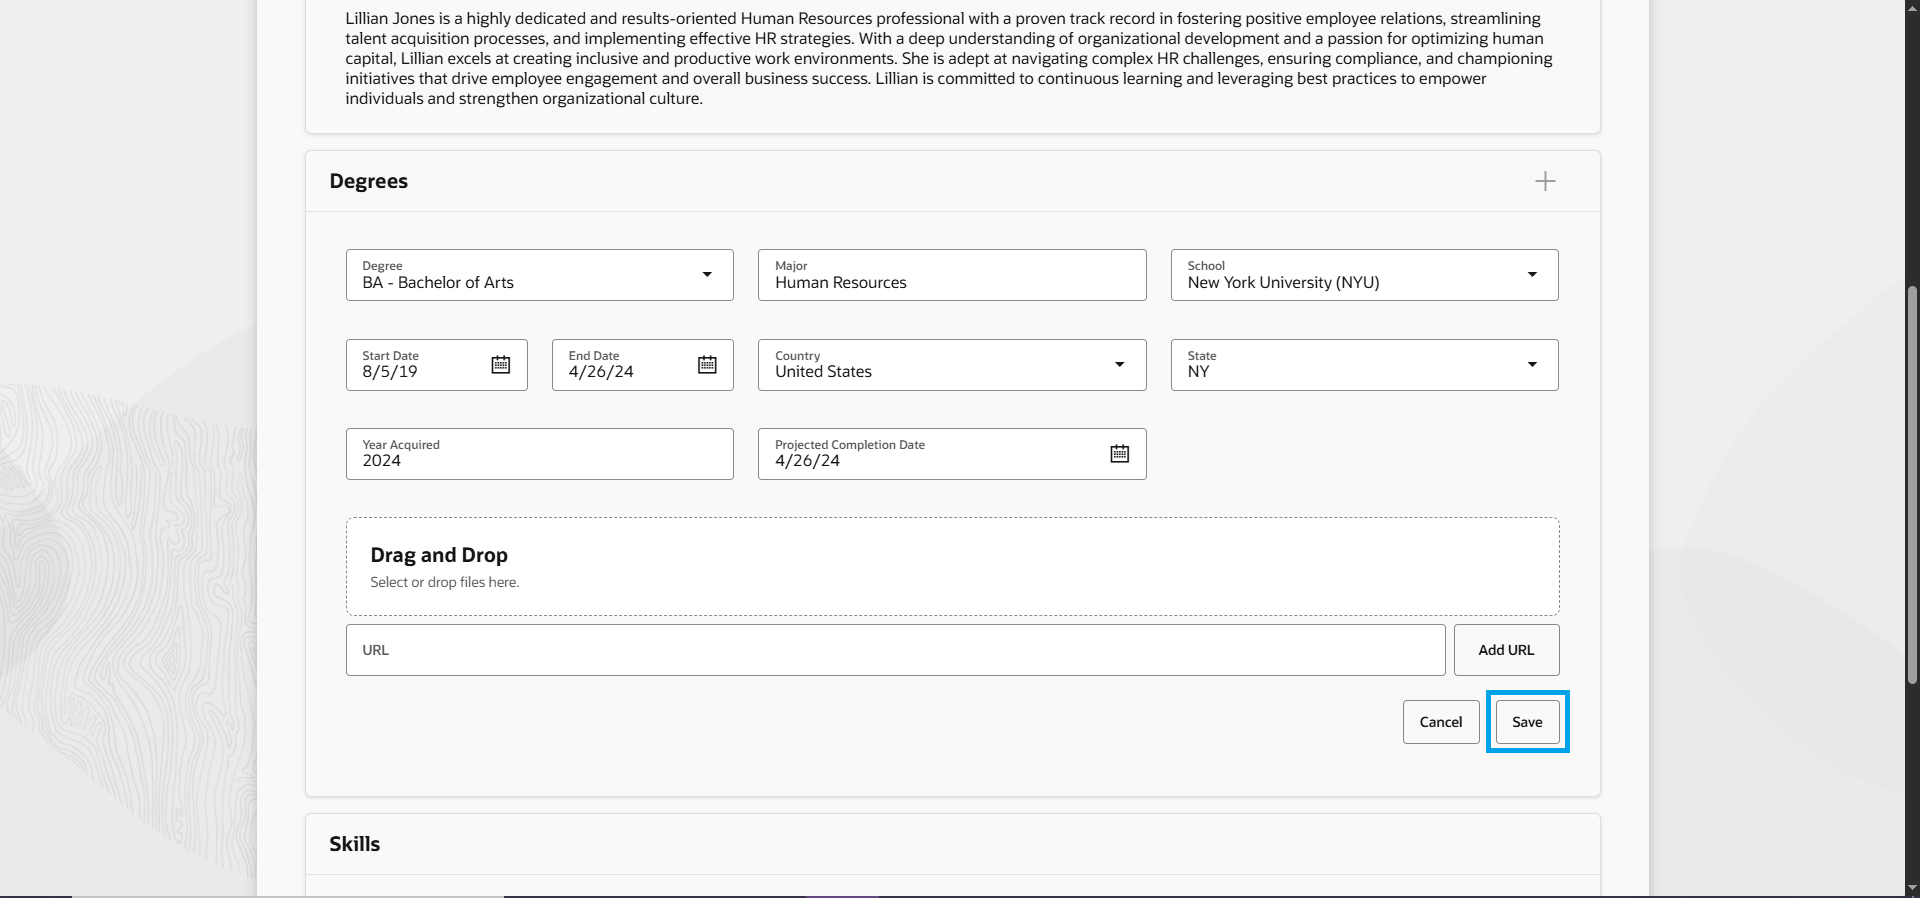 Lillian Jones is a highly dedicated and results-oriented Human Resources professional with a proven track record in fostering positive employee relations, streamlining
talent acquisition processes, and implementing effective HR strategies. With a deep understanding of organizational development and a passion for optimizing human
capital, Lillian excels at creating inclusive and productive work environments. She is adept at navigating complex HR challenges, ensuring compliance, and championing
initiatives that drive employee engagement and overall business success. Lillian is committed to continuous learning and leveraging best practices to empower
individuals and strengthen organizational culture.
Degrees
Degree
BA - Bachelor of Arts
Major
Human Resources
School
New York University (NYU)
Start Date
8/5/19
End Date
4/26/24
Country
United States
State
NY
Year Acquired
2024
Projected Completion Date
4/26/24
Drag and Drop
Select or drop files here.
URL
Add URL
Cancel
Save
Skills